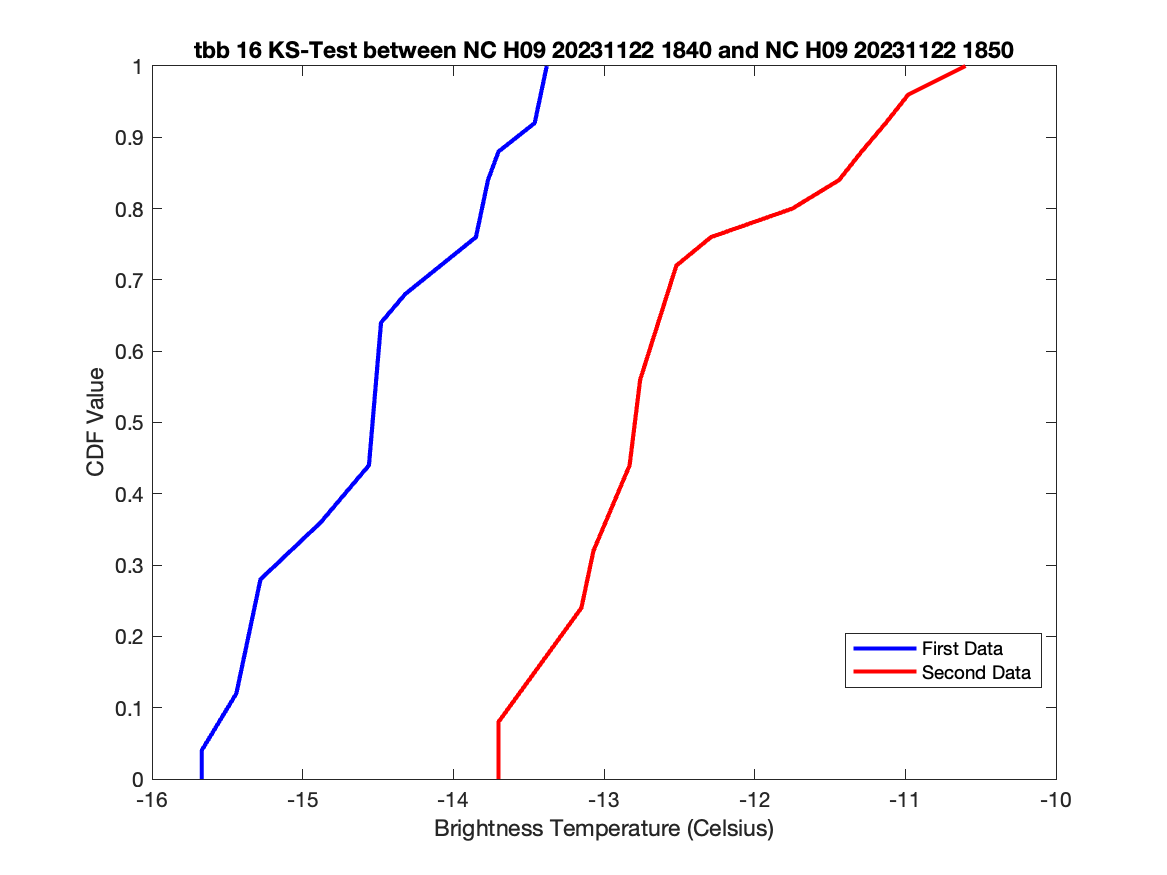 tbb 16 KS-Test between NC H09 20231122 1840 and NC H09 20231122 1850
1
0.9
0.8
0.7
0.6
0.5
0.4
0.3
0.2
0.1
0
CDF Value
First Data
Second Data
-16 -15 -14 -13 -12 -11 -10
Brightness Temperature (Celsius)